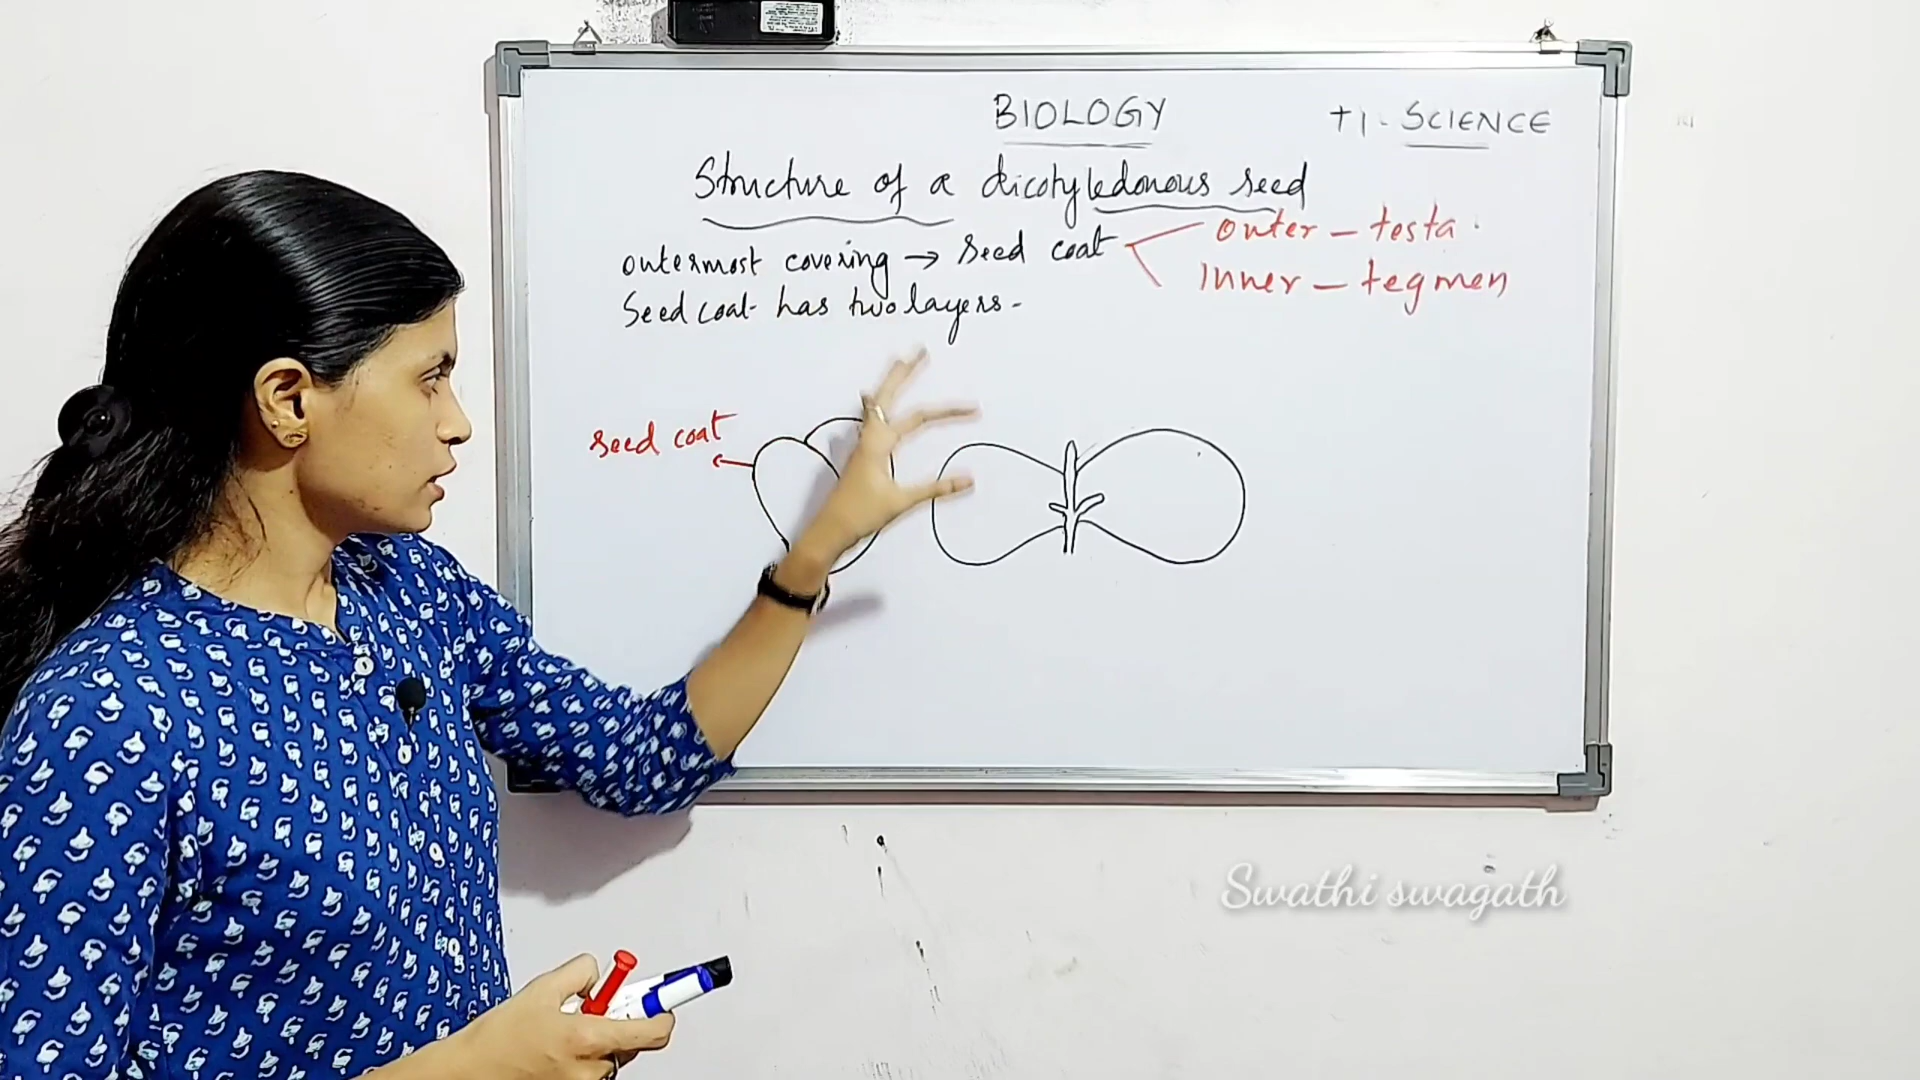 BIOLOGY
+1 - SCIENCE
Structure of a dicotyledonous seed
outermost covering → seed coat
outer - testa.
Inner - tegmen
Seed coat has two layers -
seed coat
Swathi swagath